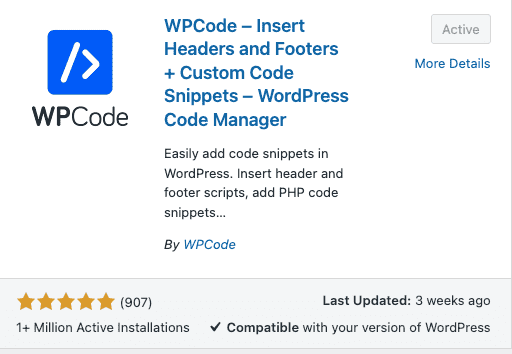 WPCode
WPCode – Insert
Headers and Footers
+ Custom Code
Snippets – WordPress
Code Manager
Active
More Details
Easily add code snippets in
WordPress. Insert header and
footer scripts, add PHP code
snippets...
By WPCode
(907)
Last Updated: 3 weeks ago
1+ Million Active Installations
Compatible with your version of WordPress